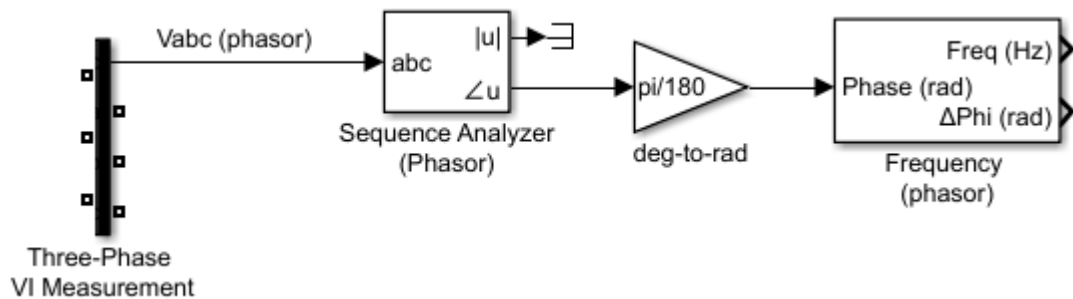 Vabc (phasor)
|u|
abc
∠u
Sequence Analyzer
(Phasor)
pi/180
deg-to-rad
Freq (Hz)
Phase (rad)
ΔPhi (rad)
Frequency
(phasor)
Three-Phase
VI Measurement